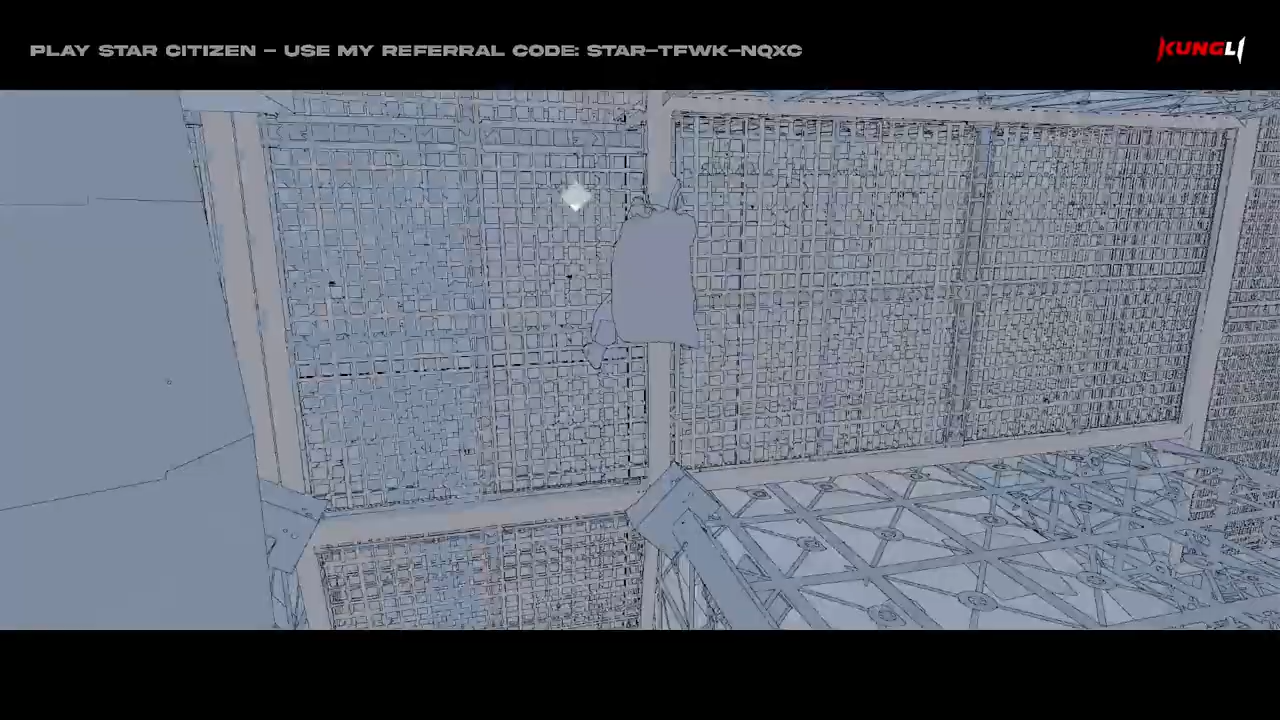 PLAY STAR CITIZEN – USE MY REFERRAL CODE: STAR–TFWK–NQXC
KUNGLI